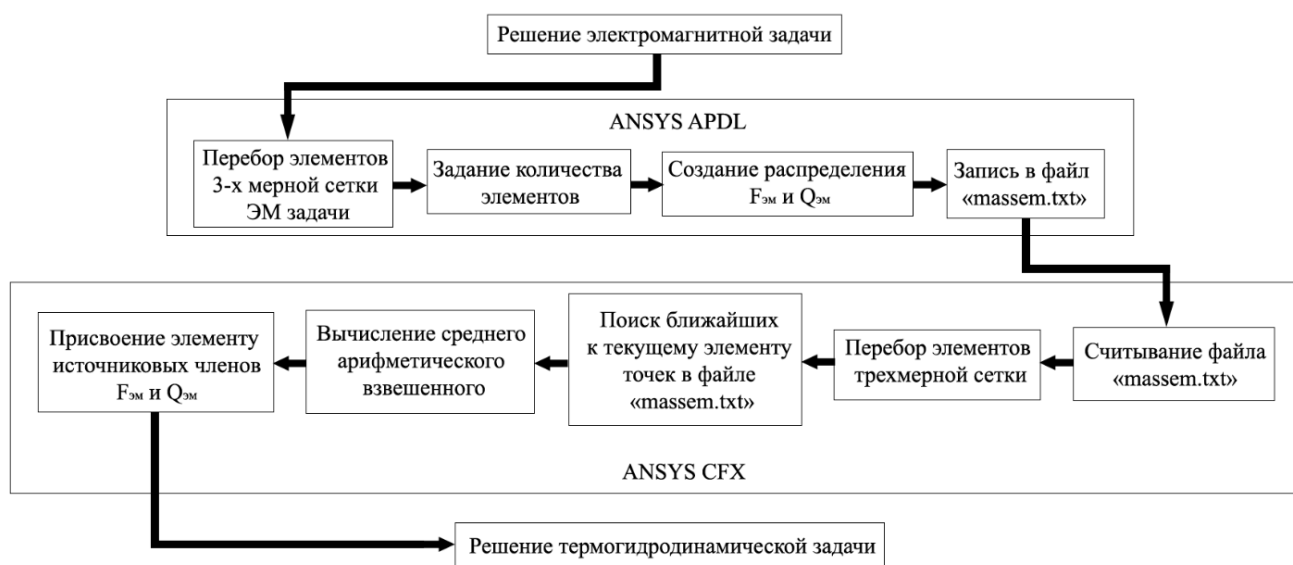 Решение электромагнитной задачи
ANSYS APDL
Перебор элементов
3-х мерной сетки
ЭМ задачи
Задание количества
элементов
Создание распределения
Fэм и Qэм
Запись в файл
«massem.txt»
Считывание файла
«massem.txt»
Перебор элементов
трехмерной сетки
Поиск ближайших
к текущему элементу
точек в файле
«massem.txt»
Вычисление среднего
арифметического
взвешенного
Присвоение элементу
источниковых членов
Fэм и Qэм
ANSYS CFX
Решение термогидродинамической задачи